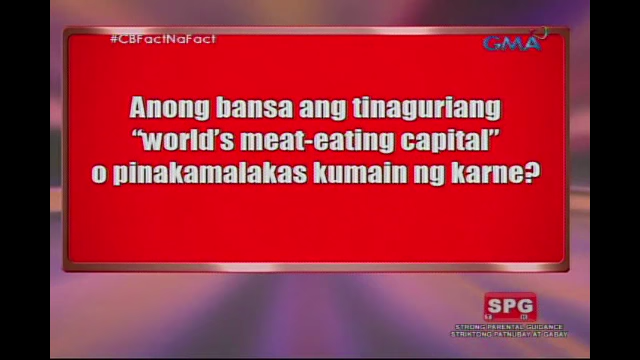 #CBFactNaFact
GMA
Anong bansa ang tinaguriang
“world’s meat-eating capital”
o pinakamalakas kumain ng karne?
SPG
STRONG PARENTAL GUIDANCE
STRIKTONG PATNUBAY AT GABAY